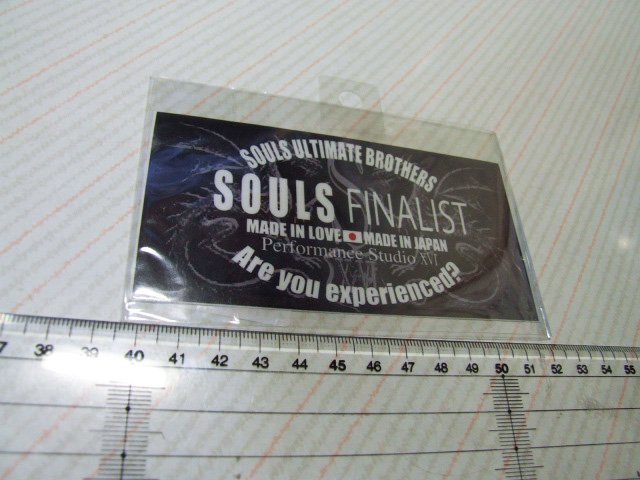 SOULS ULTIMATE BROTHERS
SOULS FINALIST
MADE IN LOVE MADE IN JAPAN
Performance Studio XVI
Are you experienced?
37 38 39 40 41 42 43 44 45 46 47 48 49 50 51 52 53 54 55